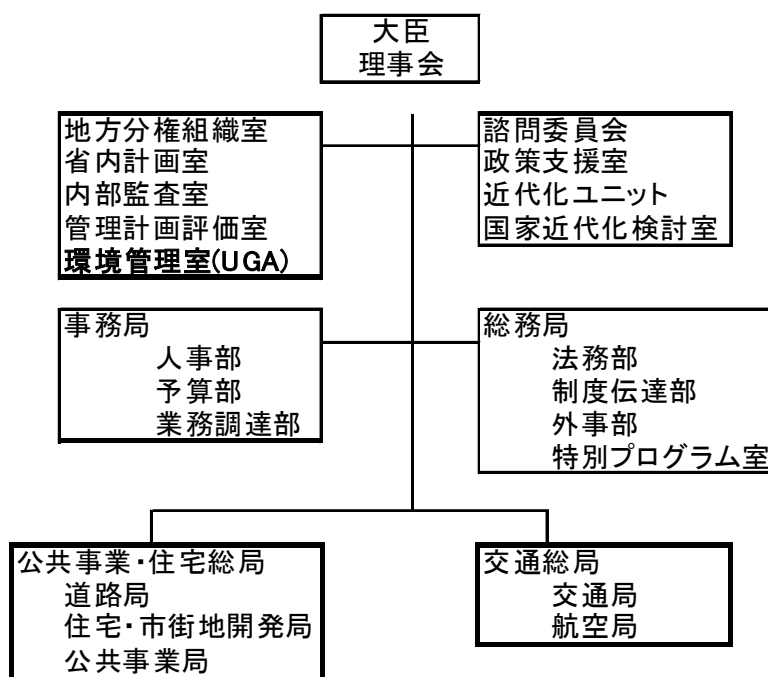 大臣
理事会
地方分権組織室
省内計画室
内部監査室
管理計画評価室
環境管理室(UGA)
諮問委員会
政策支援室
近代化ユニット
国家近代化検討室
事務局
人事部
予算部
業務調達部
総務局
法務部
制度伝達部
外事部
特別プログラム室
公共事業・住宅総局
道路局
住宅・市街地開発局
公共事業局
交通総局
交通局
航空局